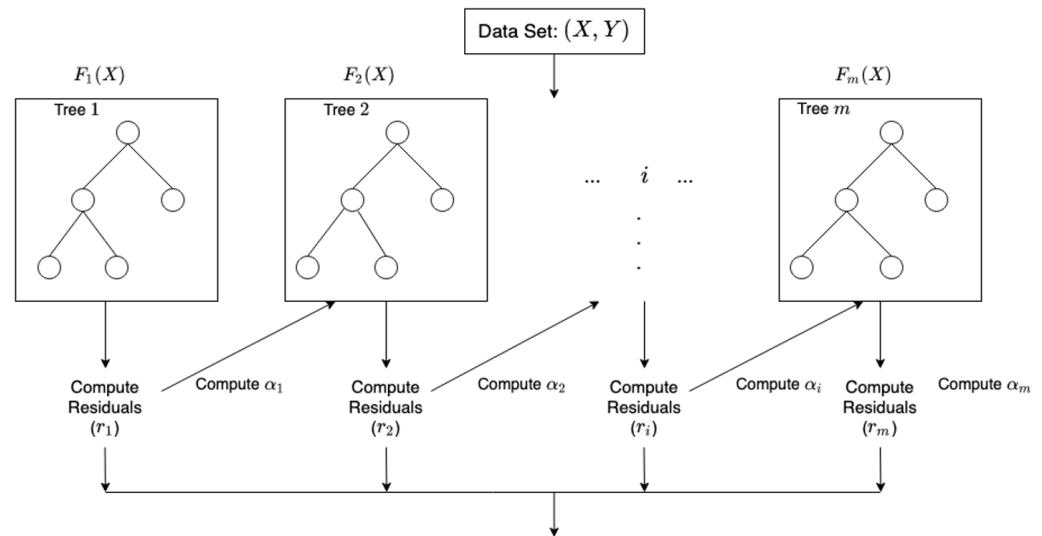 Data Set: (X, Y)
F₁(X)
F₂(X)
Fₘ(X)
Tree 1
Tree 2
Tree m
... i ...
.
.
.
Compute
Residuals
(r₁)
Compute α₁
Compute
Residuals
(r₂)
Compute α₂
Compute
Residuals
(rᵢ)
Compute αᵢ
Compute
Residuals
(rₘ)
Compute αₘ